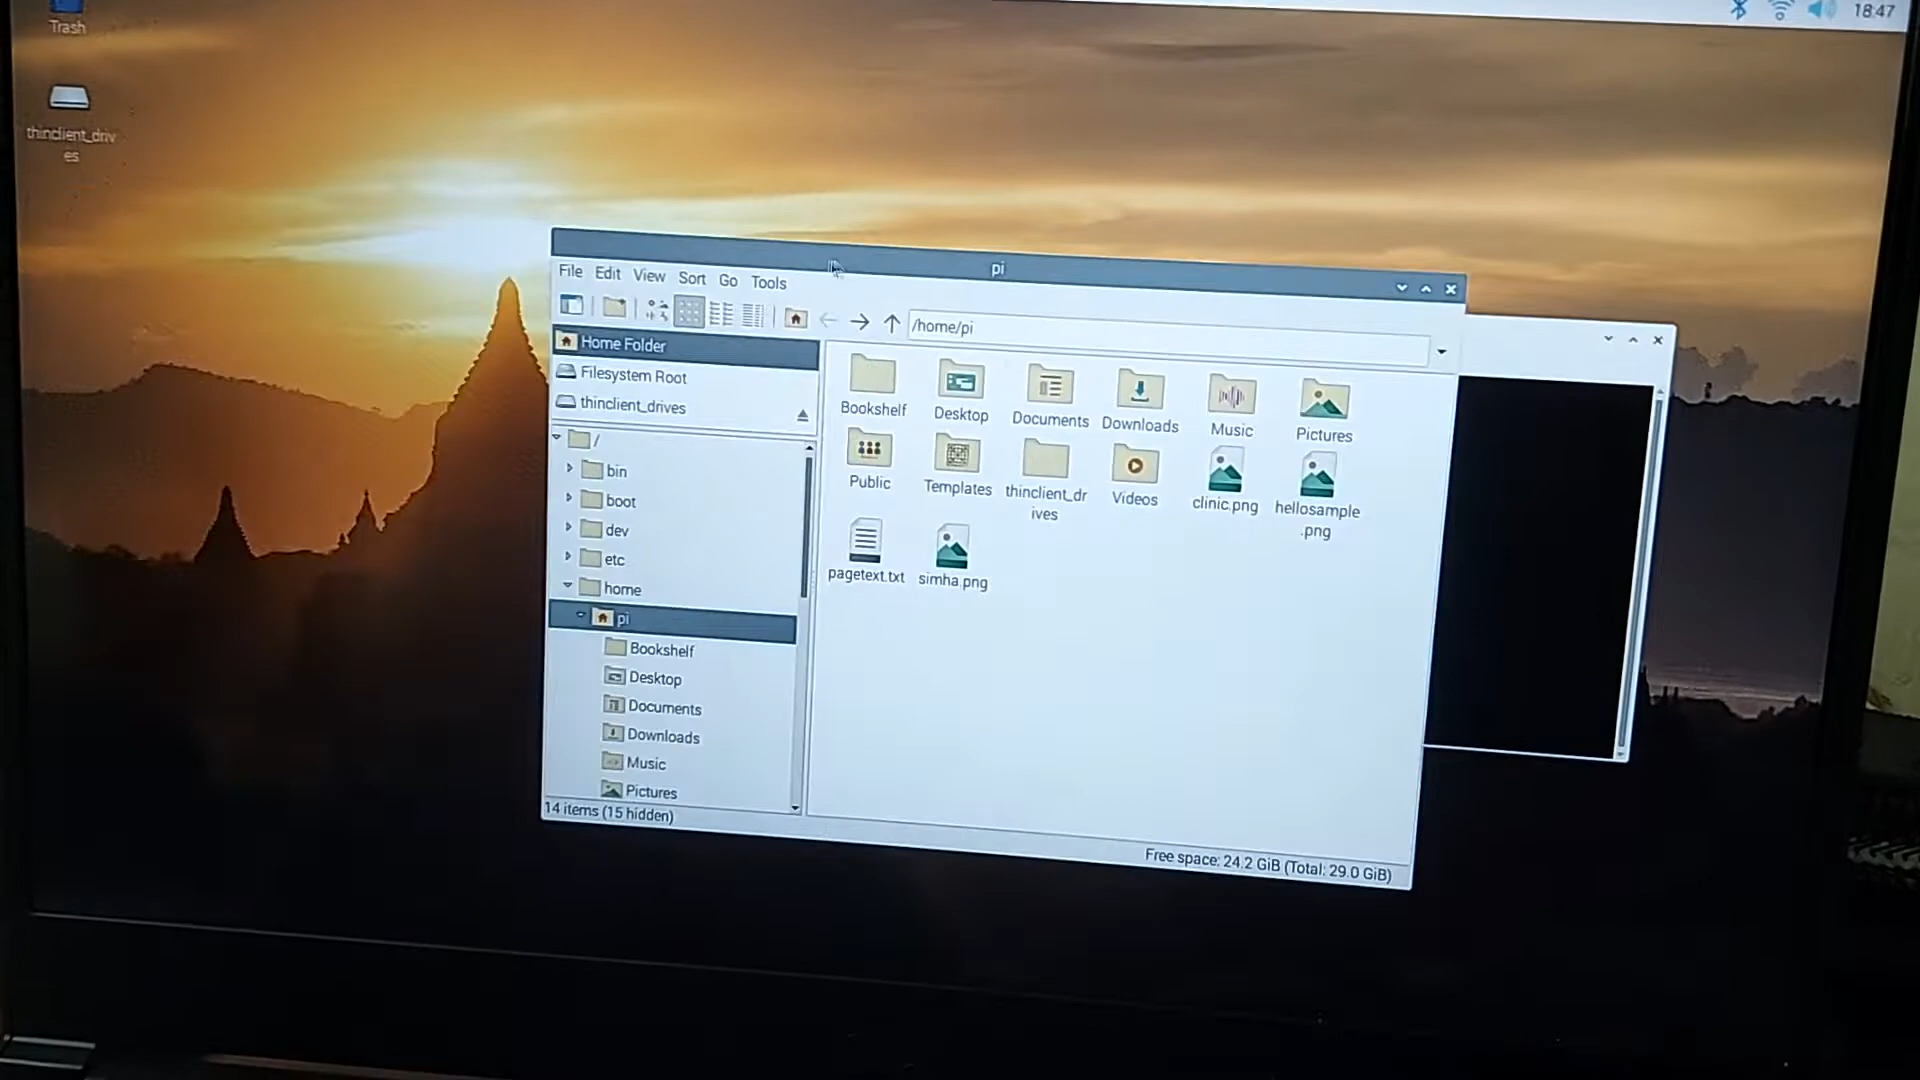 Trash
18:47
thinclient_driv
es
pi
File Edit View Sort Go Tools
/home/pi
Home Folder
Filesystem Root
thinclient_drives
/
bin
boot
dev
etc
home
pi
Bookshelf
Desktop
Documents
Downloads
Music
Pictures
14 items (15 hidden)
Bookshelf Desktop Documents Downloads Music Pictures
Public Templates thinclient_dr
ives Videos clinic.png hellosample
.png
pagetext.txt simha.png
Free space: 24.2 GiB (Total: 29.0 GiB)